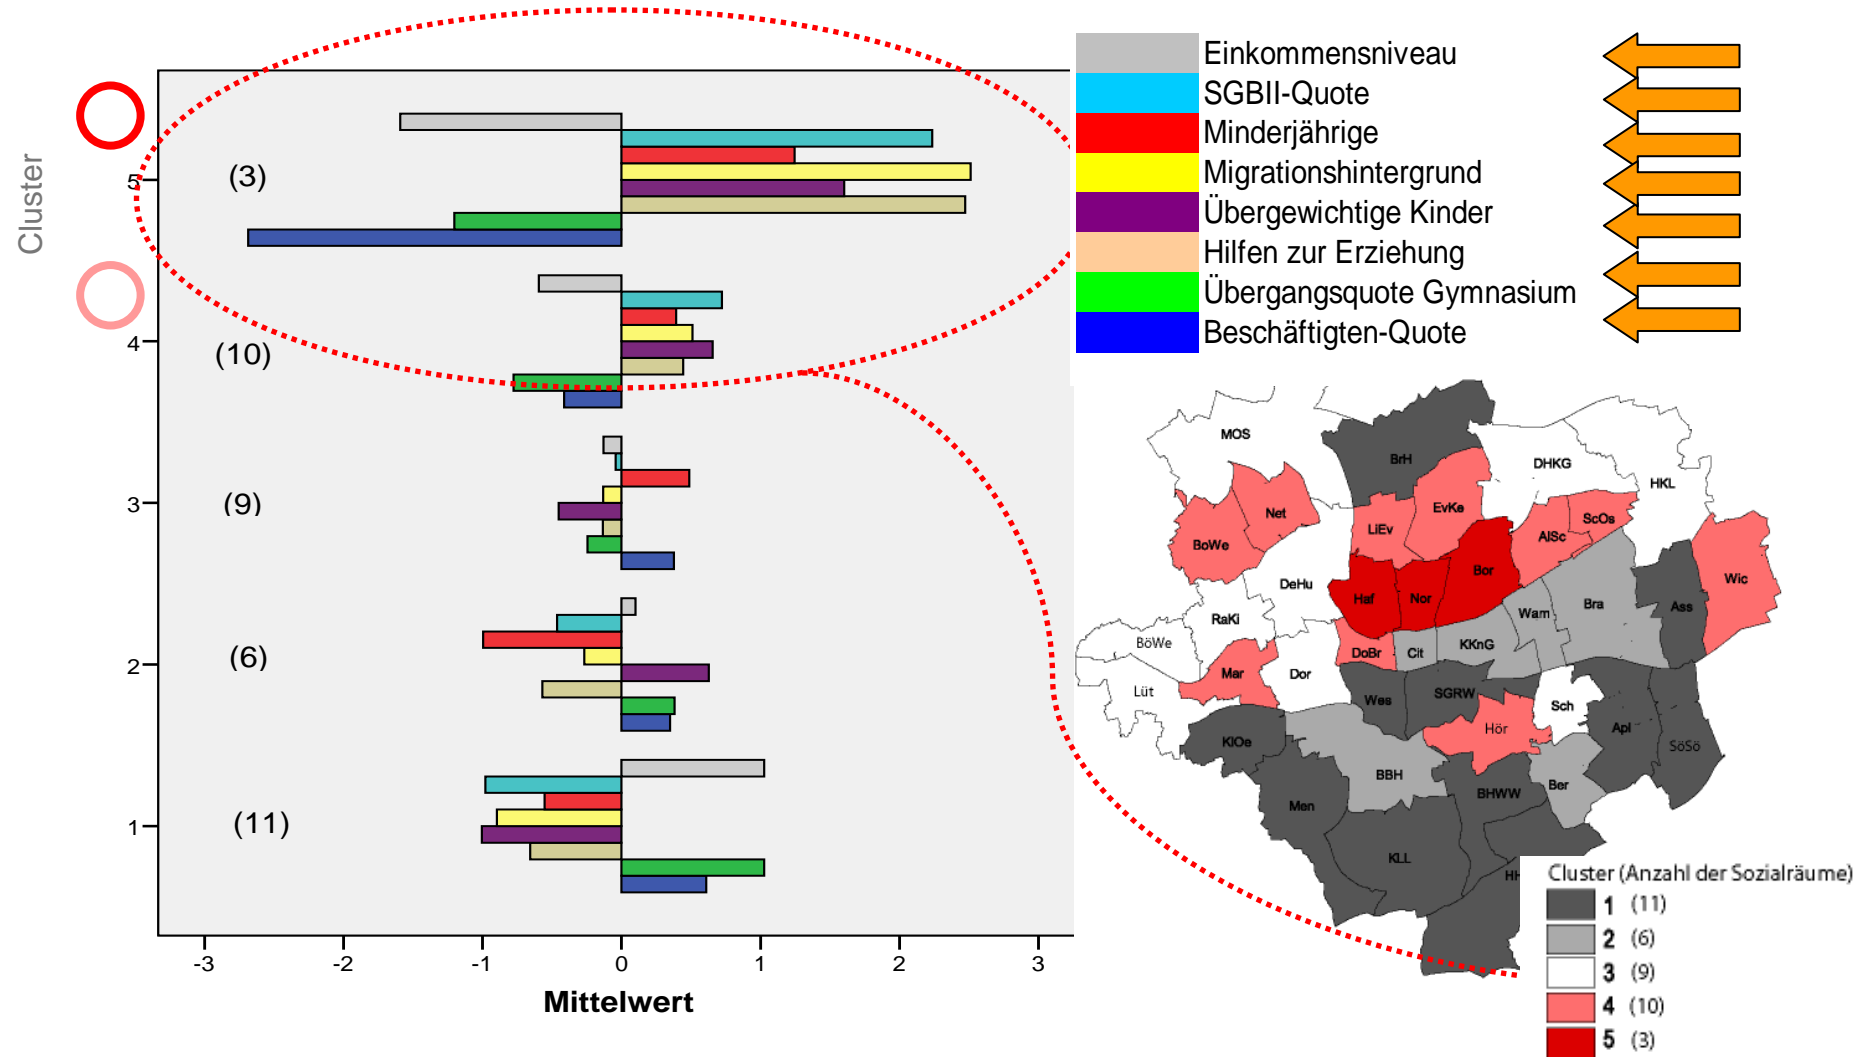 Cluster
5
4
3
2
1
(3)
(10)
(9)
(6)
(11)
-3
-2
-1
0
1
2
3
Mittelwert
Einkommensniveau
SGBII-Quote
Minderjährige
Migrationshintergrund
Übergewichtige Kinder
Hilfen zur Erziehung
Übergangsquote Gymnasium
Beschäftigten-Quote
MOS
BrH
DHKG
HKL
Net
EvKe
LiEv
ScOs
AlSc
BoWe
Bor
Wic
DeHu
Haf
Nor
Bra
Ass
Wam
RaKi
BöWe
DoBr
Cit
KKnG
Mar
Dor
Lüt
Wes
SGRW
Sch
Hör
Apl
SöSö
KlOe
BBH
Ber
BHWW
Men
KLL
HH
Cluster (Anzahl der Sozialräume)
1 (11)
2 (6)
3 (9)
4 (10)
5 (3)